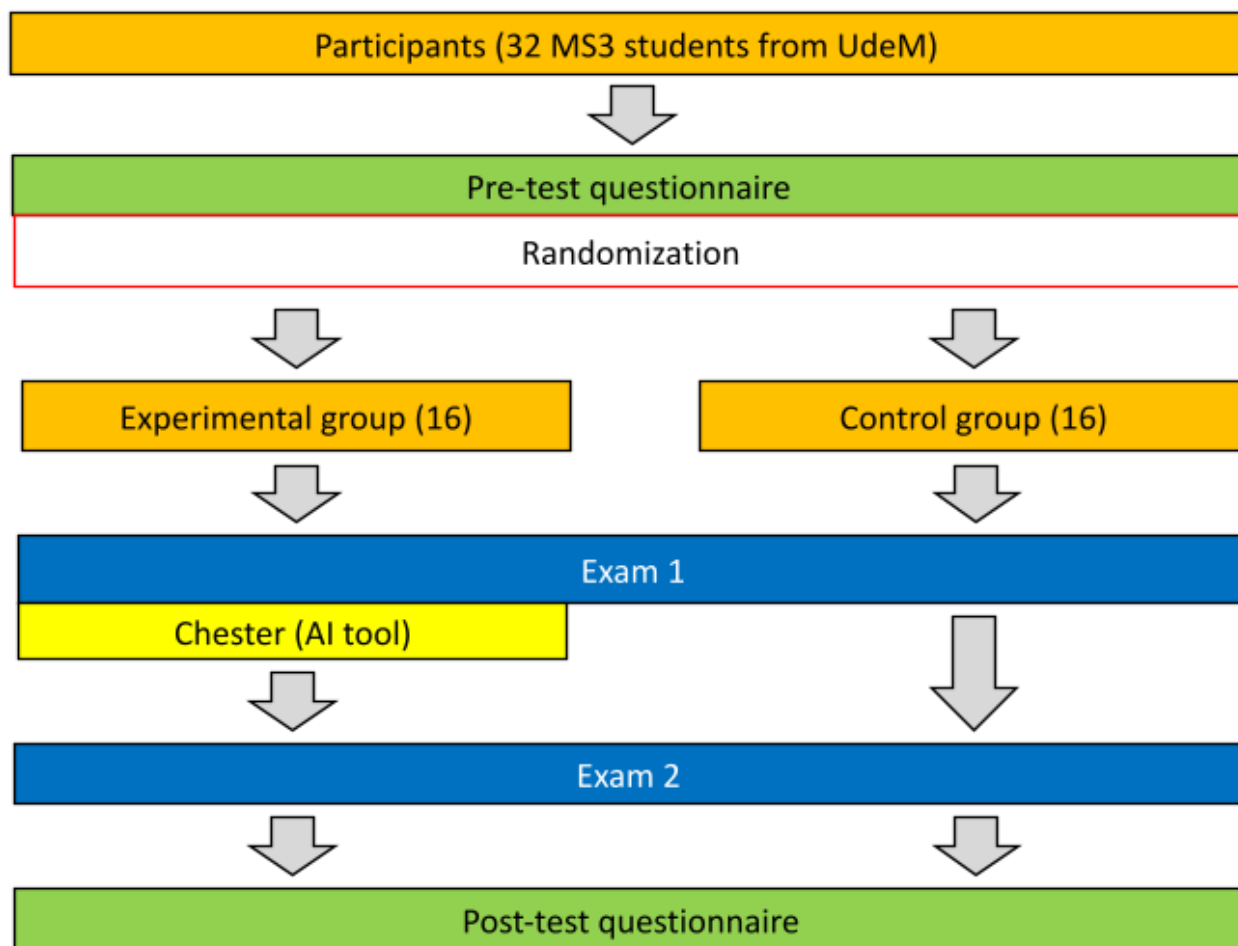 Participants (32 MS3 students from UdeM)
Pre-test questionnaire
Randomization
Experimental group (16)
Control group (16)
Exam 1
Chester (AI tool)
Exam 2
Post-test questionnaire